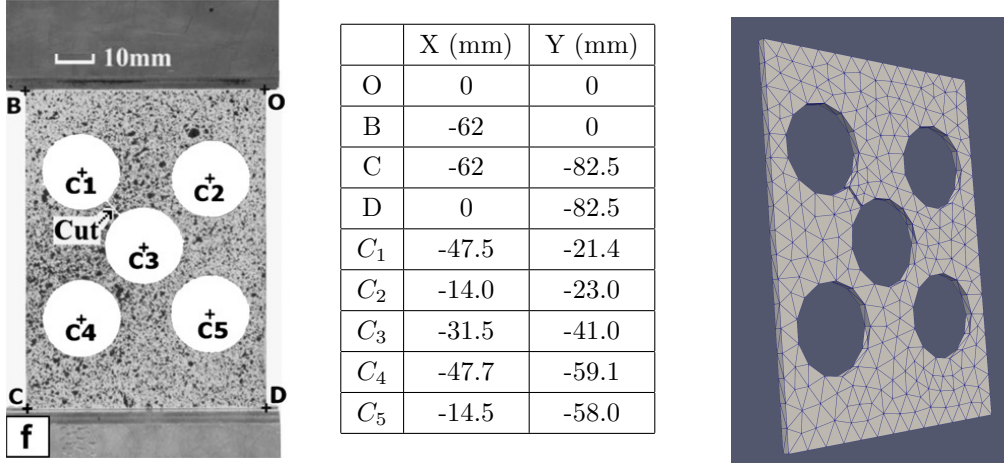 10mm
B
O
C1
C2
Cut
C3
C4
C5
C
D
f
X (mm) Y (mm)
O 0 0
B -62 0
C -62 -82.5
D 0 -82.5
C₁ -47.5 -21.4
C₂ -14.0 -23.0
C₃ -31.5 -41.0
C₄ -47.7 -59.1
C₅ -14.5 -58.0